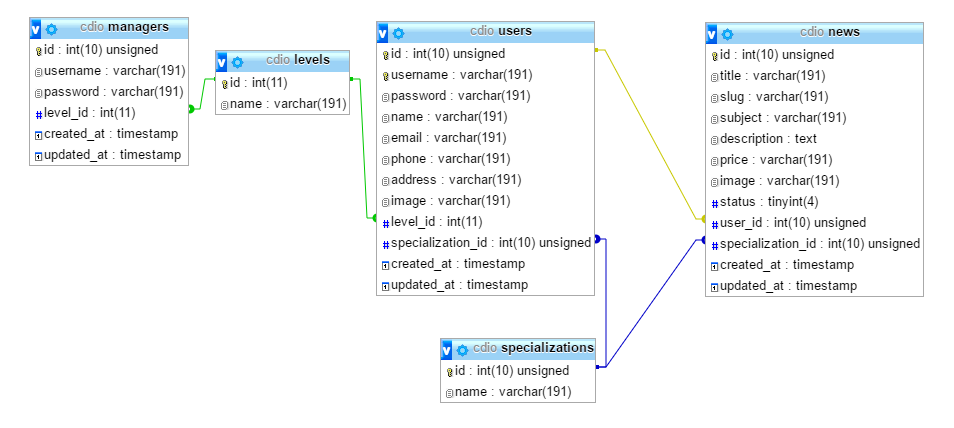 cdio managers
id : int(10) unsigned
username : varchar(191)
password : varchar(191)
level_id : int(11)
created_at : timestamp
updated_at : timestamp
cdio levels
id : int(11)
name : varchar(191)
cdio users
id : int(10) unsigned
username : varchar(191)
password : varchar(191)
name : varchar(191)
email : varchar(191)
phone : varchar(191)
address : varchar(191)
image : varchar(191)
level_id : int(11)
specialization_id : int(10) unsigned
created_at : timestamp
updated_at : timestamp
cdio news
id : int(10) unsigned
title : varchar(191)
slug : varchar(191)
subject : varchar(191)
description : text
price : varchar(191)
image : varchar(191)
status : tinyint(4)
user_id : int(10) unsigned
specialization_id : int(10) unsigned
created_at : timestamp
updated_at : timestamp
cdio specializations
id : int(10) unsigned
name : varchar(191)